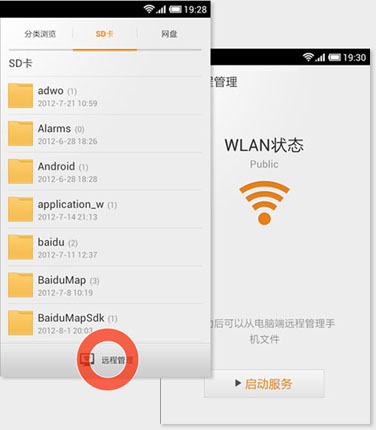 19:28
分类浏览 SD卡 网盘
SD卡
adwo (1)
2012-7-21 10:59
Alarms (0)
2012-6-28 18:26
Android (1)
2012-6-28 18:28
application_w (1)
2012-7-14 21:13
baidu (2)
2012-7-11 12:37
BaiduMap (3)
2012-7-8 10:19
BaiduMapSdk (1)
2012-8-1 20:03
远程管理
19:30
程管理
WLAN状态
Public
动后可以从电脑端远程管理手
机文件
启动服务